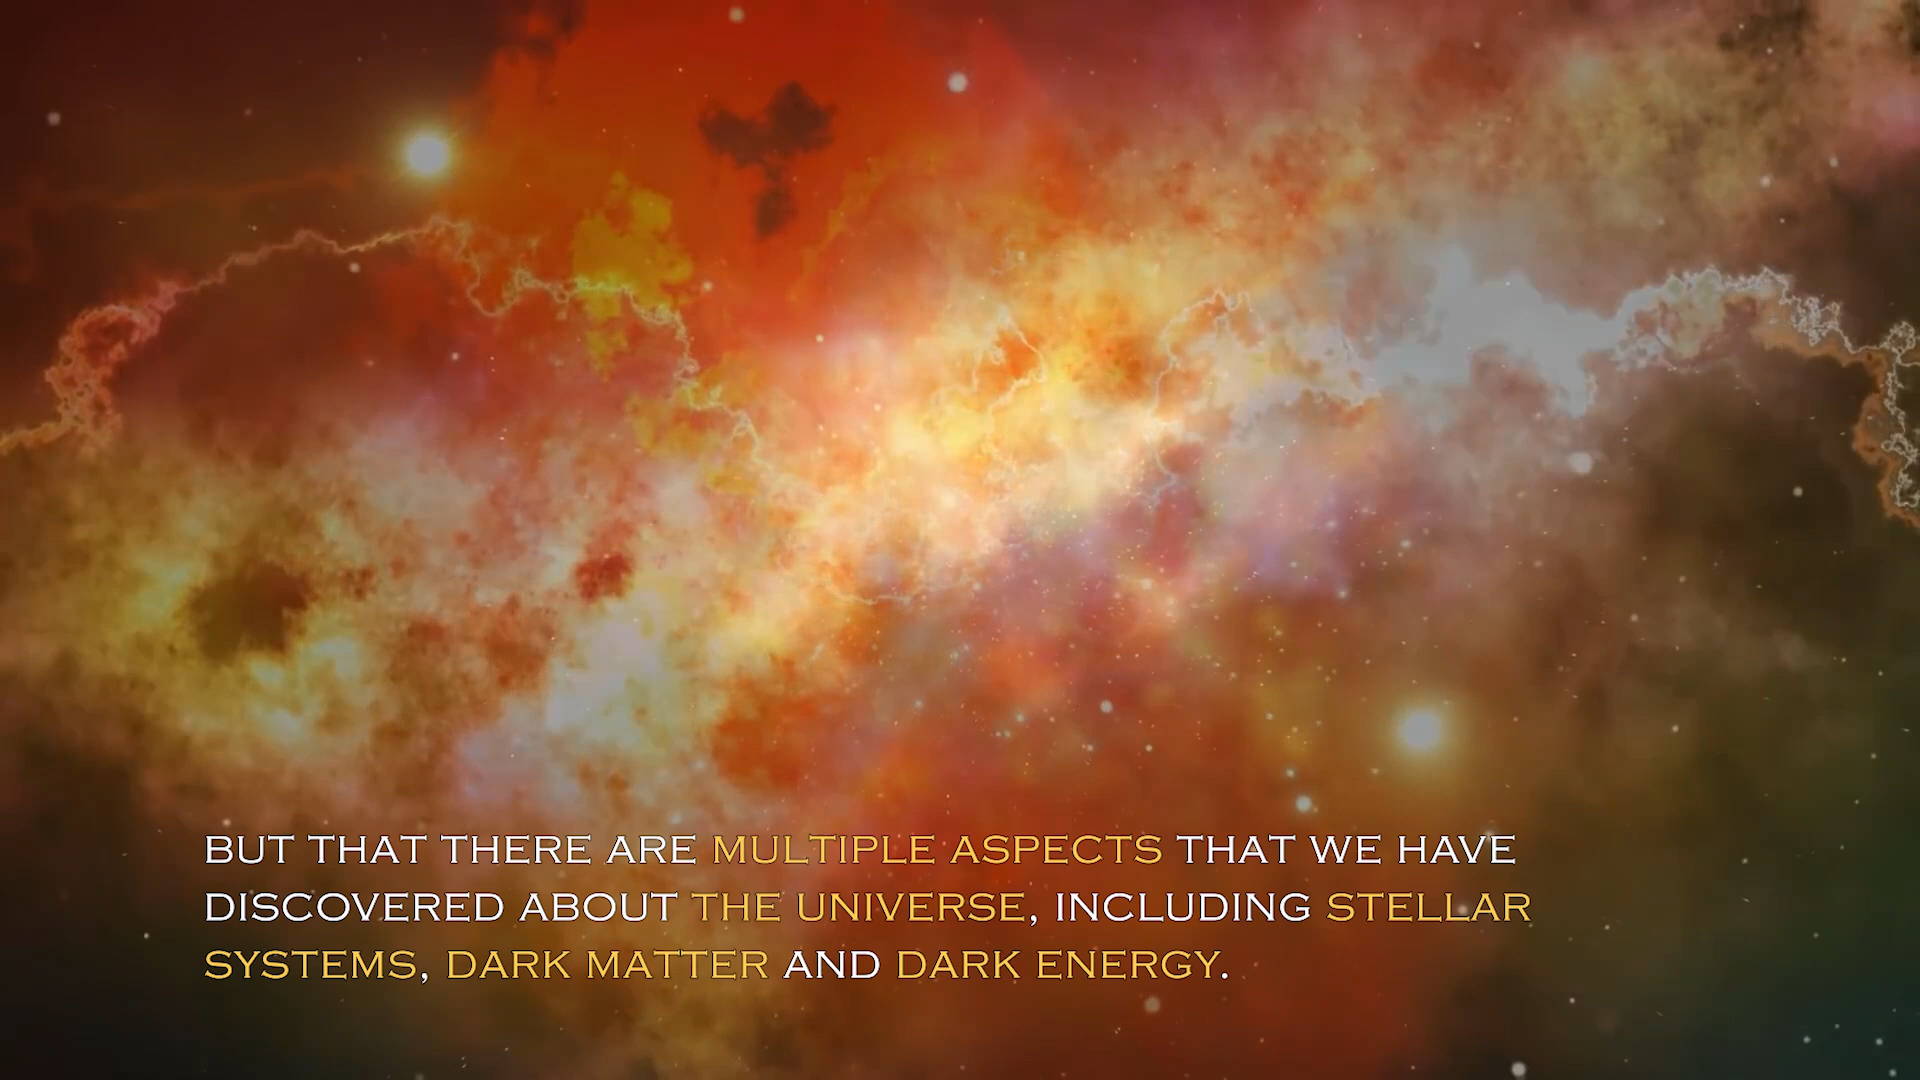 BUT THAT THERE ARE MULTIPLE ASPECTS THAT WE HAVE
DISCOVERED ABOUT THE UNIVERSE, INCLUDING STELLAR
SYSTEMS, DARK MATTER AND DARK ENERGY.